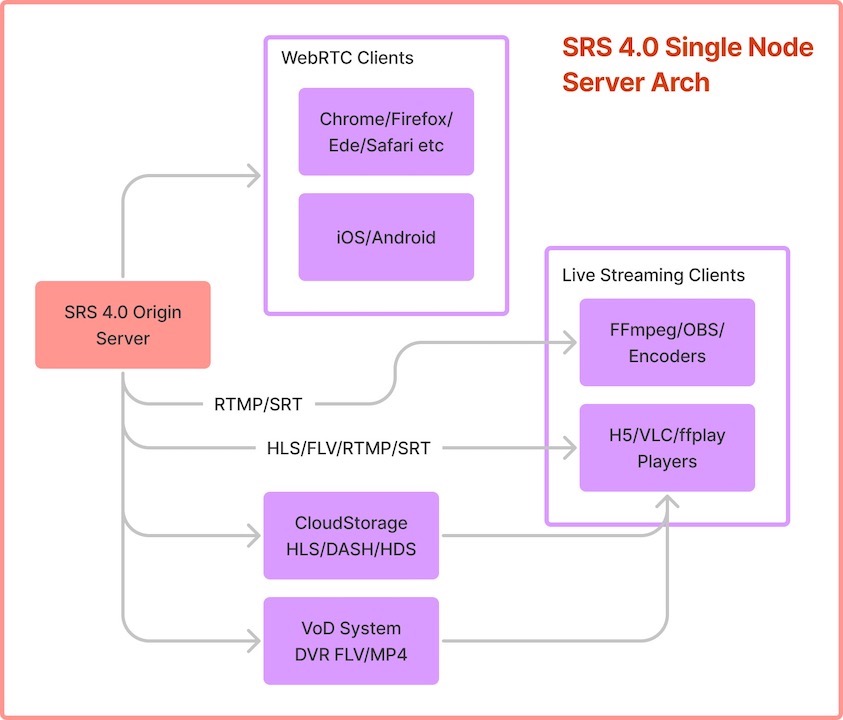 SRS 4.0 Single Node
Server Arch
WebRTC Clients
Chrome/Firefox/
Ede/Safari etc
iOS/Android
SRS 4.0 Origin
Server
Live Streaming Clients
FFmpeg/OBS/
Encoders
RTMP/SRT
H5/VLC/ffplay
Players
HLS/FLV/RTMP/SRT
CloudStorage
HLS/DASH/HDS
VoD System
DVR FLV/MP4